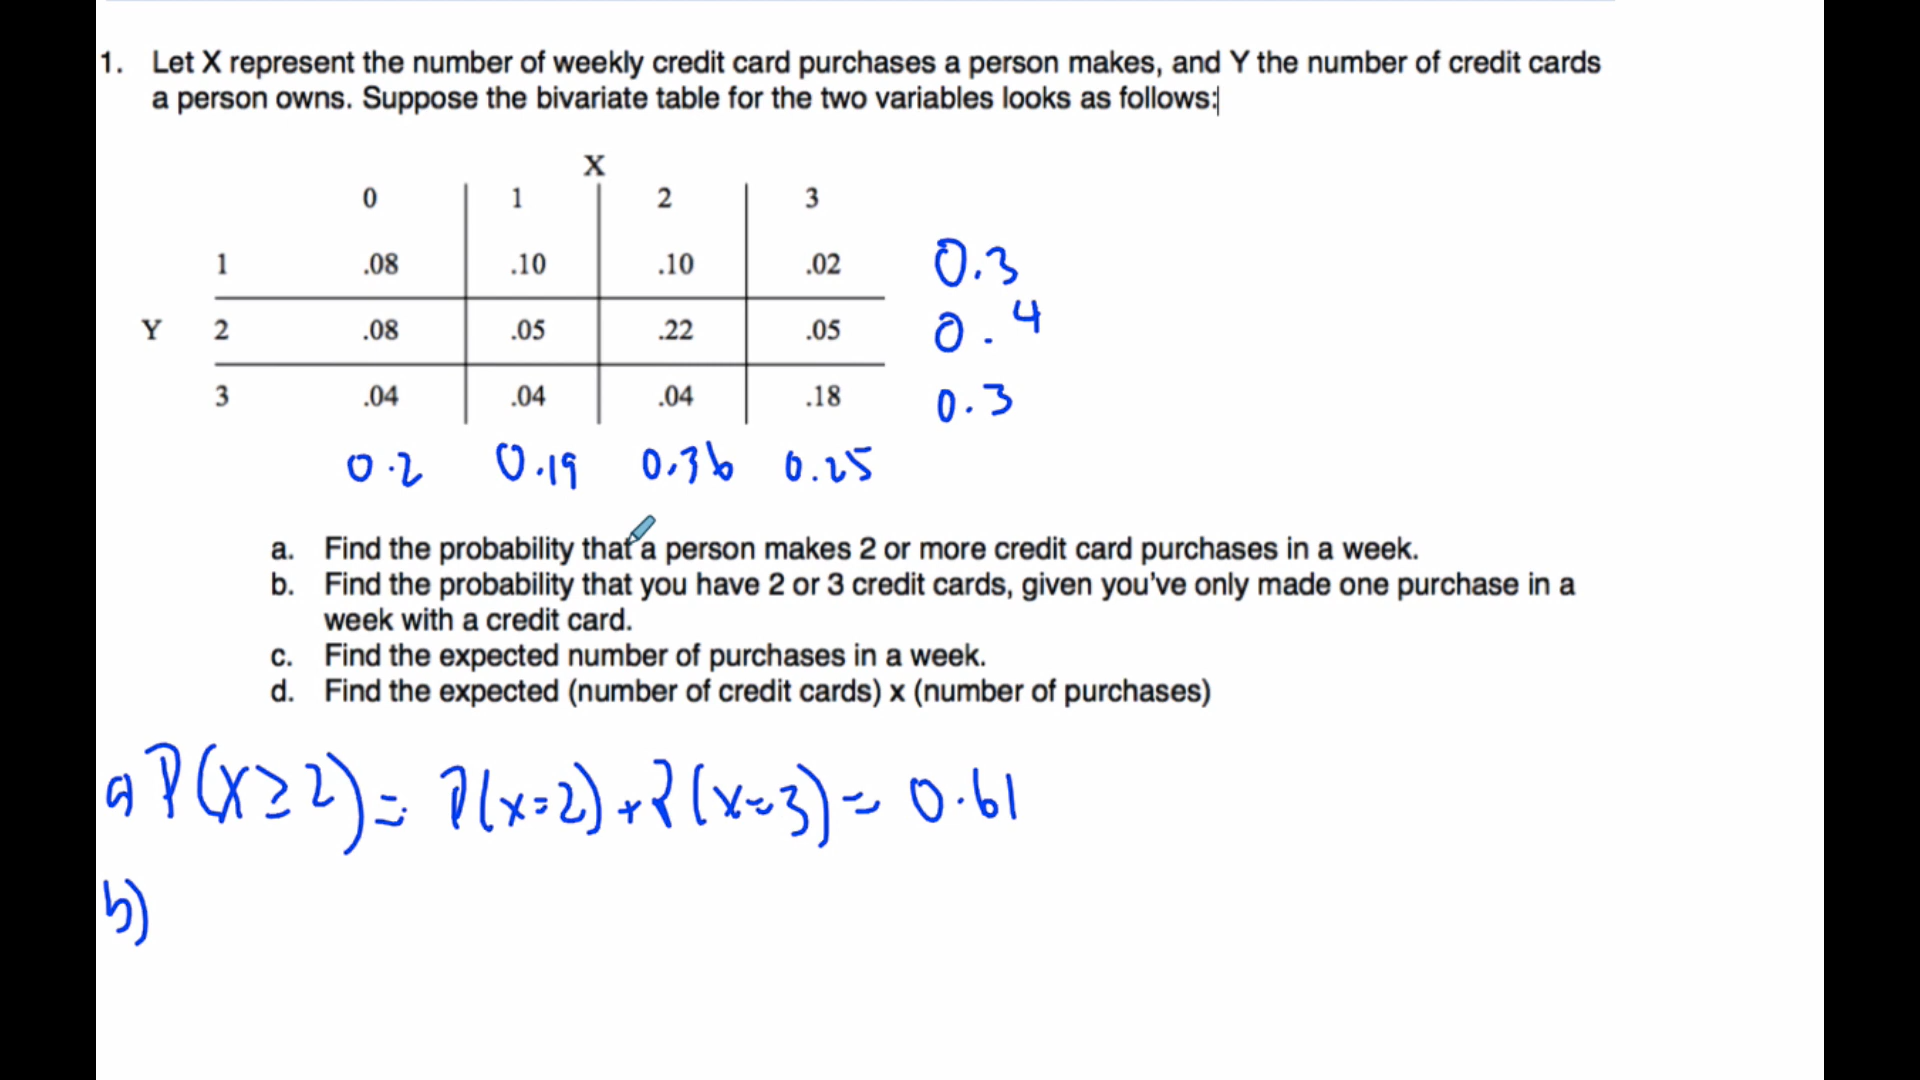 1. Let X represent the number of weekly credit card purchases a person makes, and Y the number of credit cards
a person owns. Suppose the bivariate table for the two variables looks as follows:
X
0 1 2 3
1 .08 .10 .10 .02 0.3
Y 2 .08 .05 .22 .05 0.4
3 .04 .04 .04 .18 0.3
0.2 0.19 0.36 0.25
a. Find the probability that a person makes 2 or more credit card purchases in a week.
b. Find the probability that you have 2 or 3 credit cards, given you've only made one purchase in a
week with a credit card.
c. Find the expected number of purchases in a week.
d. Find the expected (number of credit cards) x (number of purchases)
a) P(X≥2) = P(x=2) + P(x=3) = 0.61
b)